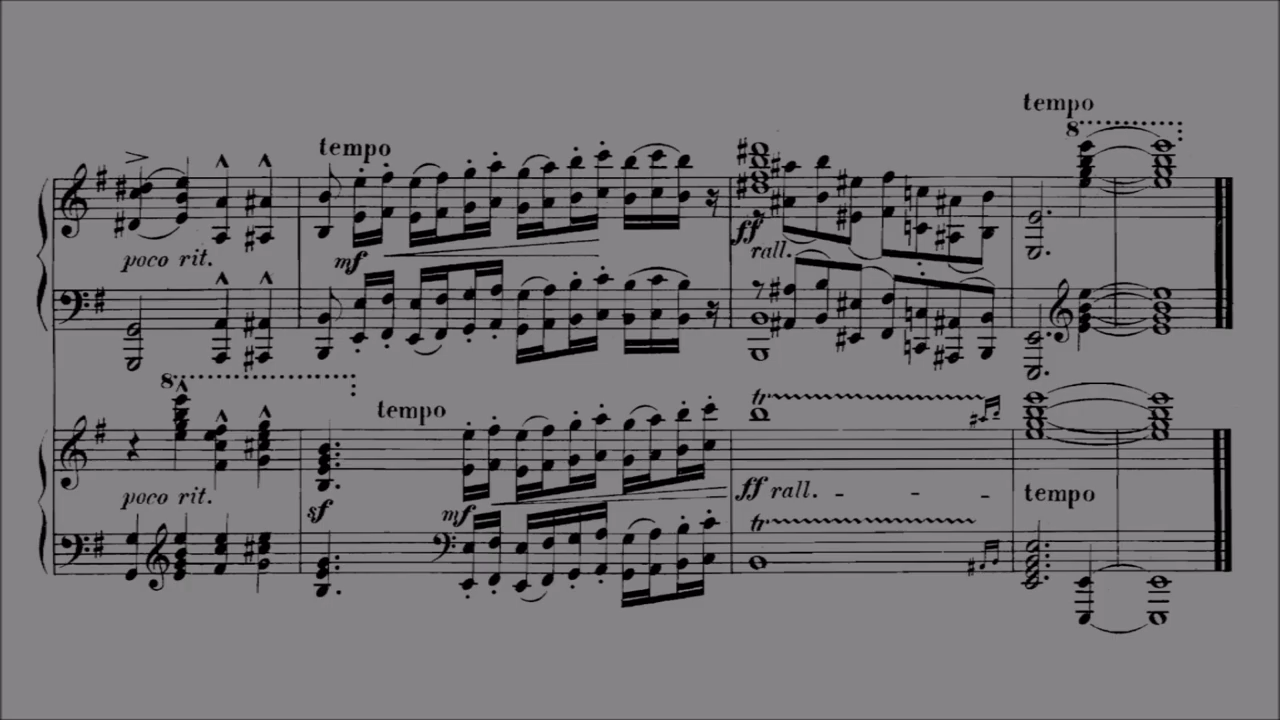 tempo
8
tempo
poco rit.
mf
ff
rall.
8
tempo
tr
poco rit.
sf
mf
ff rall.
tempo
tr